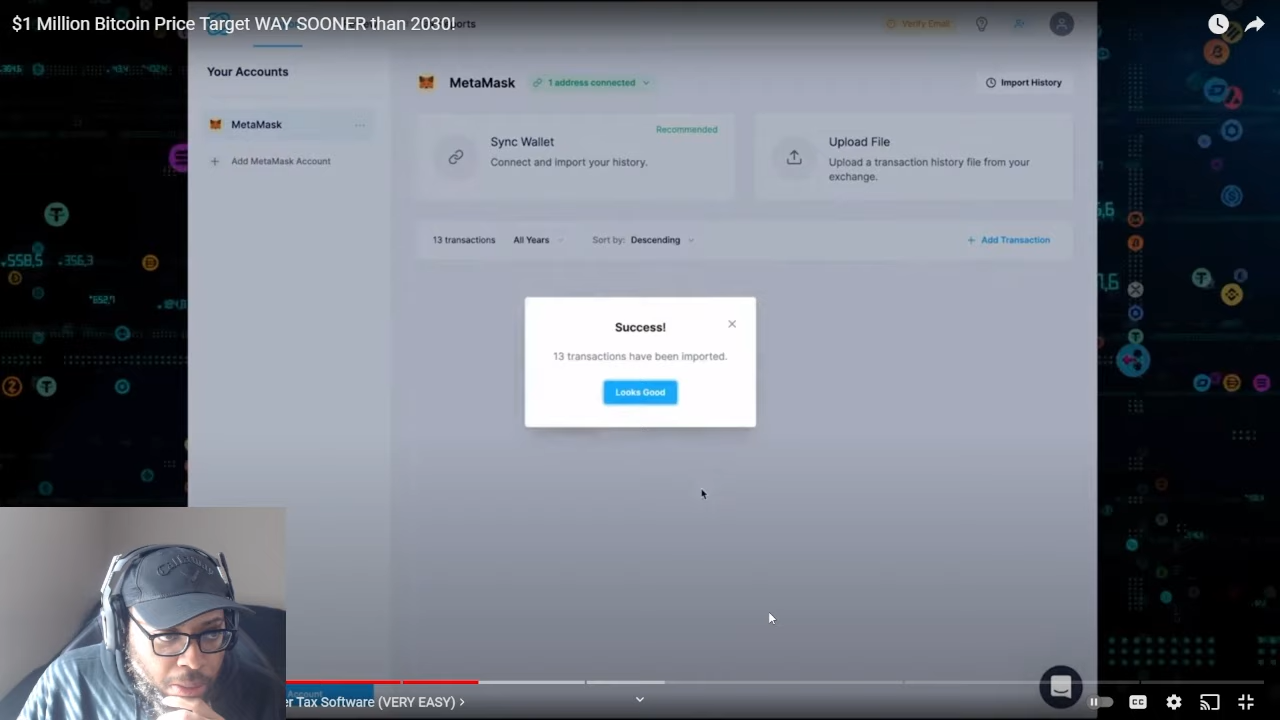 $1 Million Bitcoin Price Target WAY SOONER than 2030!
Verify Email
Your Accounts
MetaMask
1 address connected
Import History
MetaMask
Add MetaMask Account
Recommended
Sync Wallet
Connect and import your history.
Upload File
Upload a transaction history file from your
exchange.
13 transactions
All Years
Sort by: Descending
+ Add Transaction
Success!
13 transactions have been imported.
Looks Good
Account
Tax Software (VERY EASY) >
CC